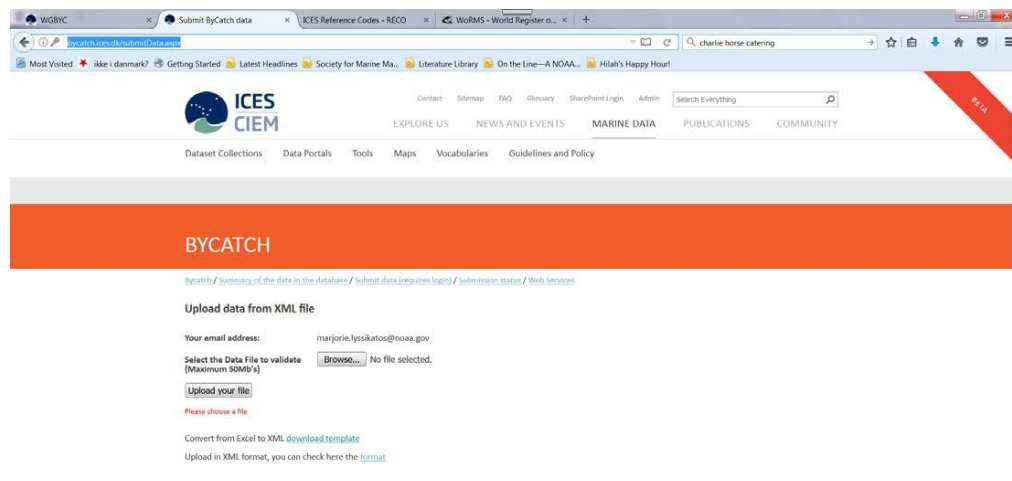 WGBYC
Submit ByCatch data
ICES Reference Codes - RECO
WoRMS - World Register o...
bycatch.ices.dk/submitData.aspx
charlie horse catering
Most Visited
ikke i danmark?
Getting Started
Latest Headlines
Society for Marine Ma...
Literature Library
On the Line—A NOAA...
Hilah's Happy Hour!
ICES
CIEM
Contact
Sitemap
FAQ
Glossary
SharePoint Login
Admin
Search Everything
BETA
EXPLORE US
NEWS AND EVENTS
MARINE DATA
PUBLICATIONS
COMMUNITY
Dataset Collections
Data Portals
Tools
Maps
Vocabularies
Guidelines and Policy
BYCATCH
Bycatch / Summary of the data in the database / Submit data (requires login) / Submission status / Web Services
Upload data from XML file
Your email address:
marjorie.lyssikatos@noaa.gov
Select the Data File to validate
(Maximum 50Mb's)
Browse...
No file selected.
Upload your file
Please choose a file
Convert from Excel to XML download template
Upload in XML format, you can check here the format